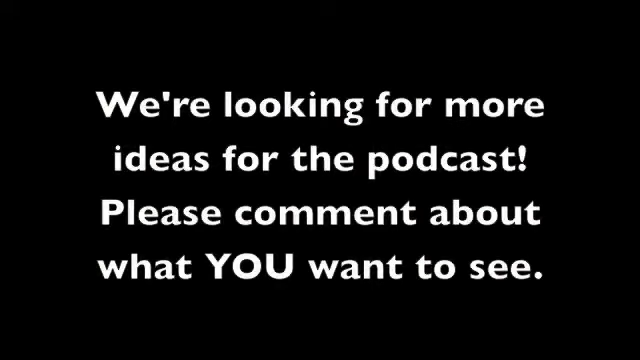 We're looking for more
ideas for the podcast!
Please comment about
what YOU want to see.